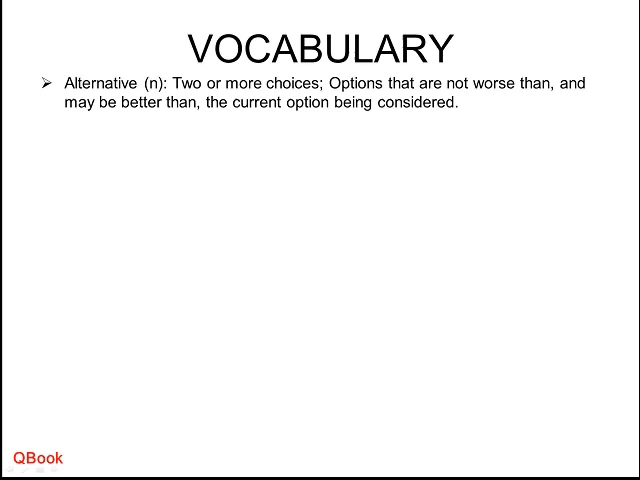 VOCABULARY
➢ Alternative (n): Two or more choices; Options that are not worse than, and
may be better than, the current option being considered.
QBook